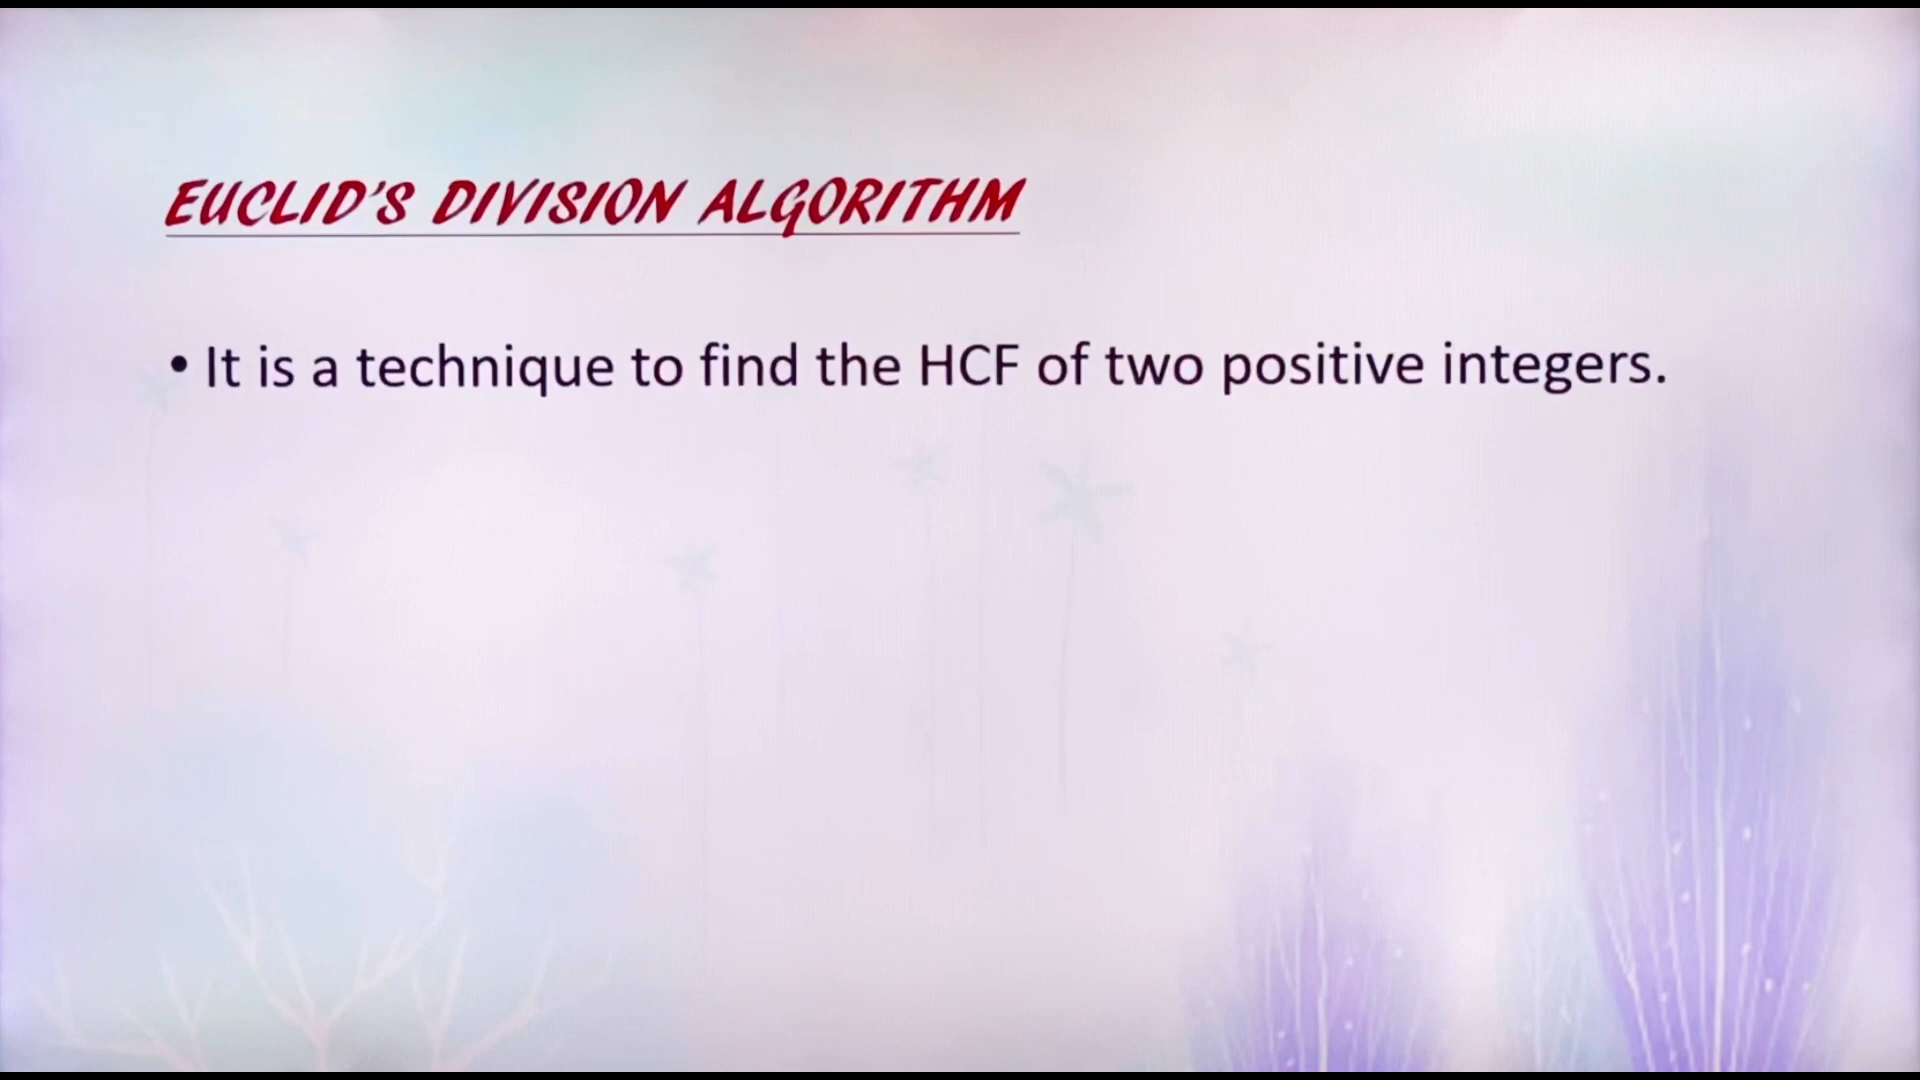 EUCLID'S DIVISION ALGORITHM
• It is a technique to find the HCF of two positive integers.